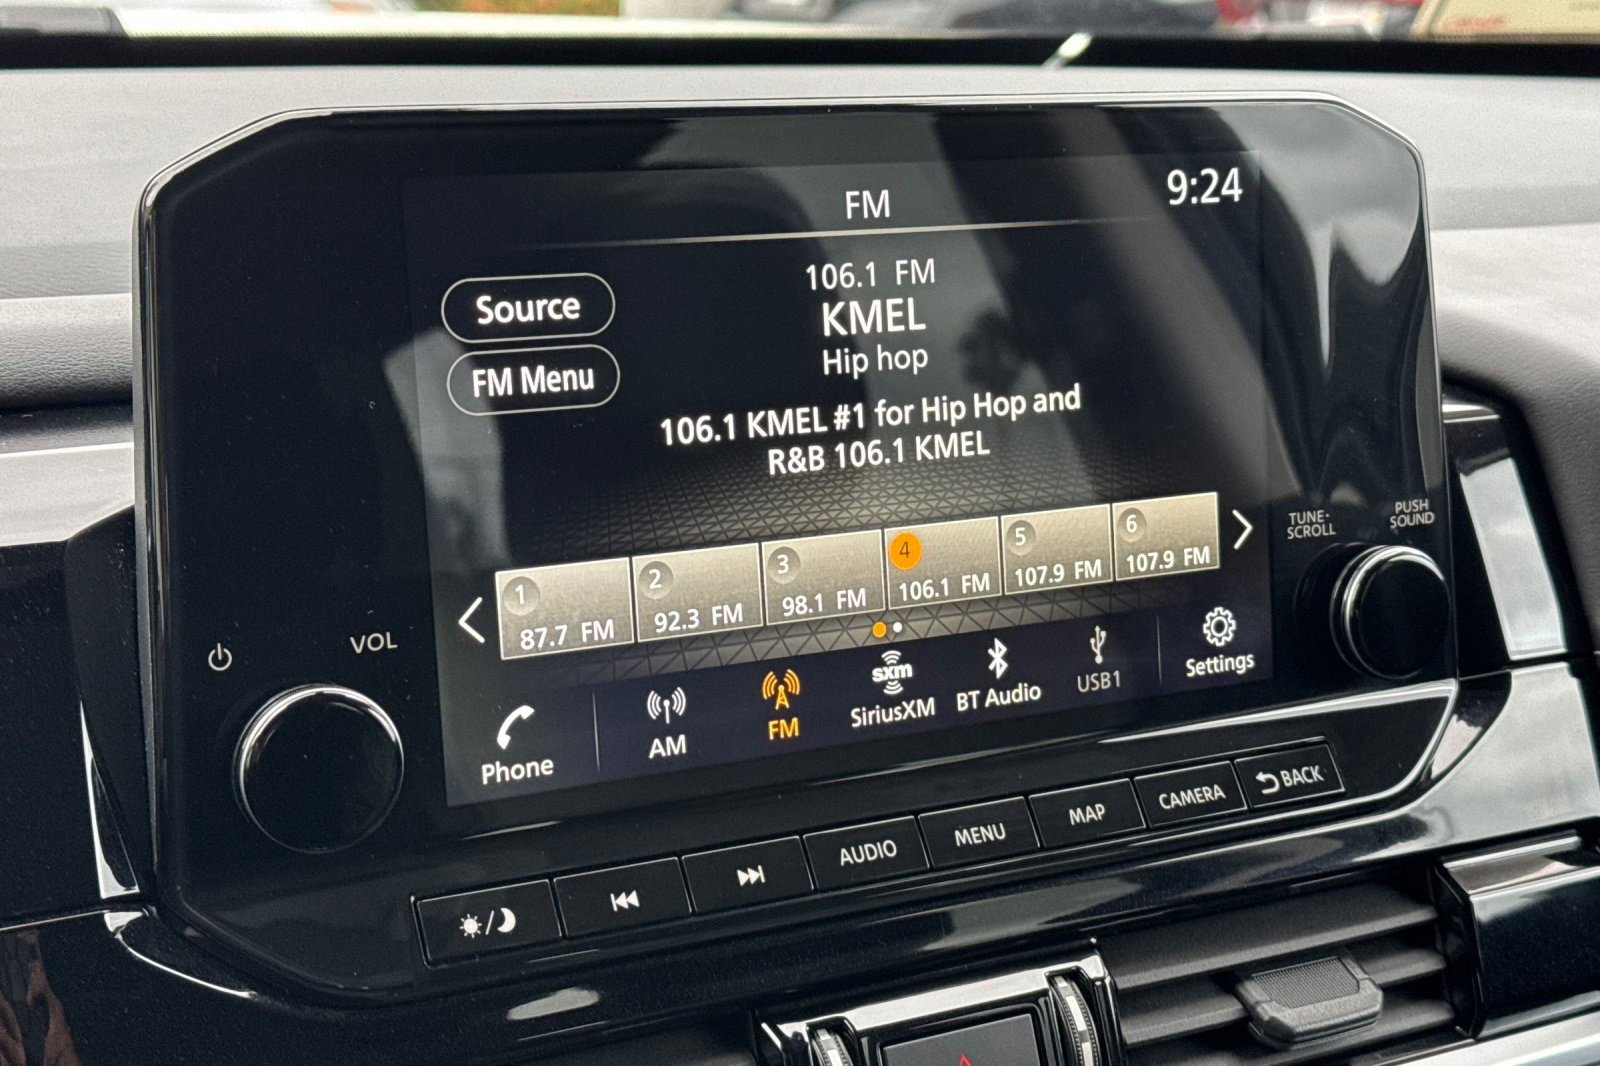 FM
9:24
Source
FM Menu
106.1 FM
KMEL
Hip hop
106.1 KMEL #1 for Hip Hop and
R&B 106.1 KMEL
1
87.7 FM
2
92.3 FM
3
98.1 FM
4
106.1 FM
5
107.9 FM
6
107.9 FM
Phone
AM
FM
sxm
SiriusXM
BT Audio
USB1
Settings
VOL
TUNE·
SCROLL
PUSH
SOUND
AUDIO
MENU
MAP
CAMERA
BACK